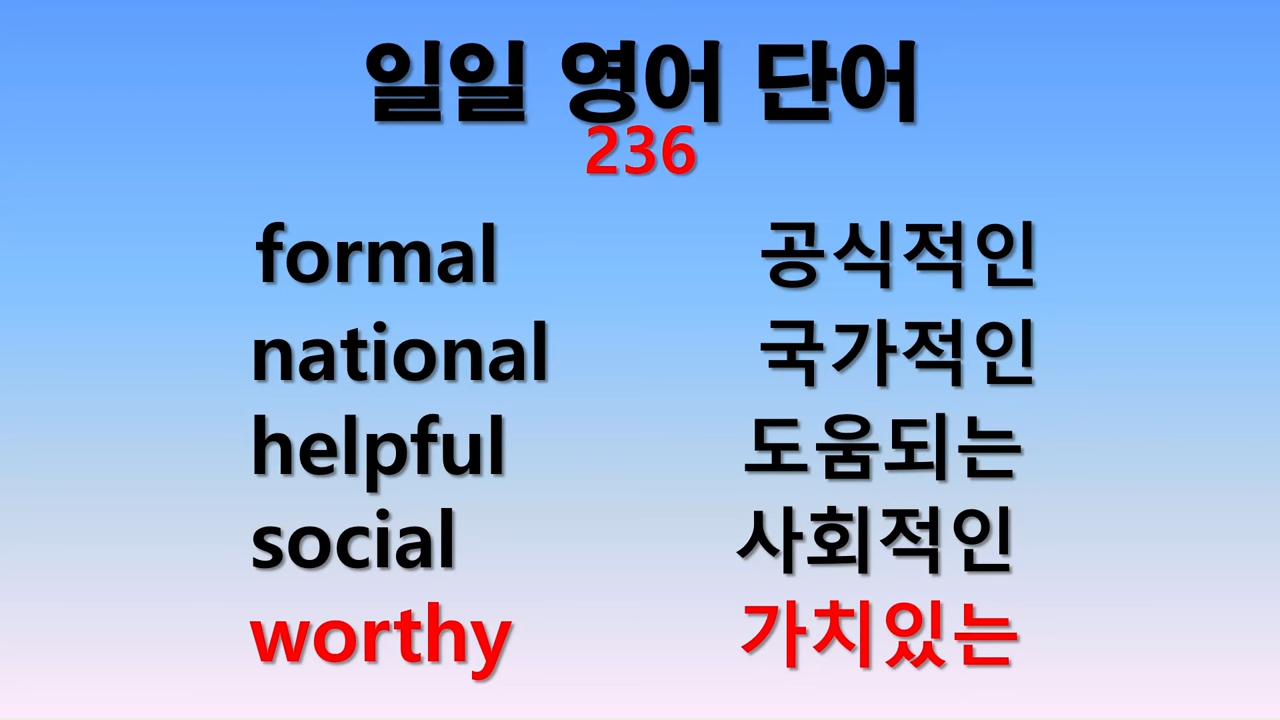 일일 영어 단어
236
formal 공식적인
national 국가적인
helpful 도움되는
social 사회적인
worthy 가치있는